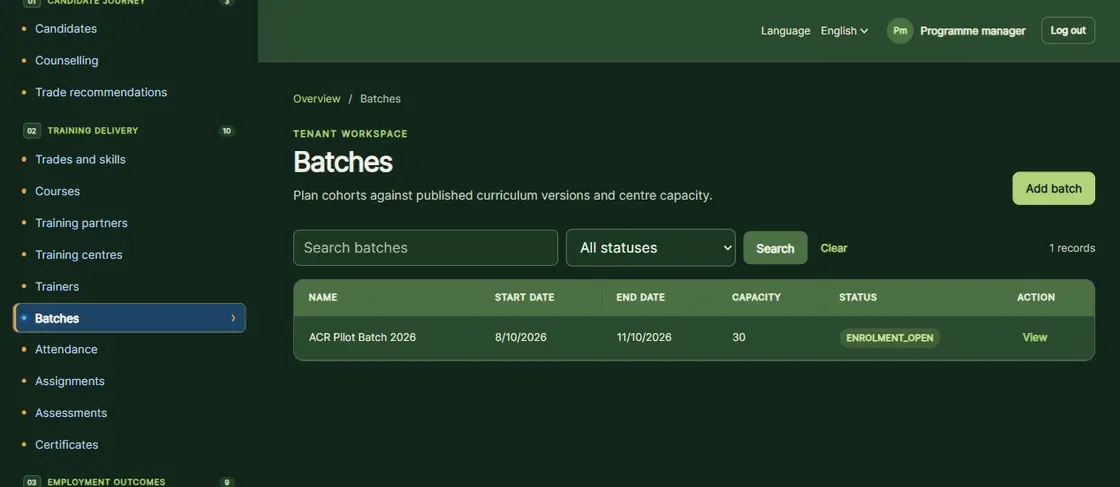 01 CANDIDATE JOURNEY 3
Candidates
Counselling
Trade recommendations
02 TRAINING DELIVERY 10
Trades and skills
Courses
Training partners
Training centres
Trainers
Batches
Attendance
Assignments
Assessments
Certificates
03 EMPLOYMENT OUTCOMES 9
Language English Pm Programme manager Log out
Overview / Batches
TENANT WORKSPACE
Batches
Plan cohorts against published curriculum versions and centre capacity.
Add batch
Search batches All statuses Search Clear 1 records
NAME START DATE END DATE CAPACITY STATUS ACTION
ACR Pilot Batch 2026 8/10/2026 11/10/2026 30 ENROLMENT_OPEN View